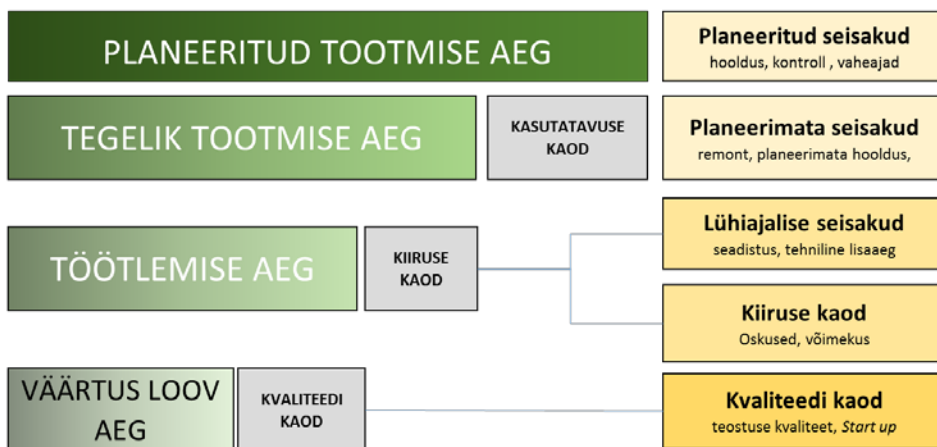 PLANEERITUD TOOTMISE AEG
Planeeritud seisakud
hooldus, kontroll , vaheajad
TEGELIK TOOTMISE AEG
KASUTATAVUSE
KAOD
Planeerimata seisakud
remont, planeerimata hooldus,
TÖÖTLEMISE AEG
KIIRUSE
KAOD
Lühiajalise seisakud
seadistus, tehniline lisaaeg
Kiiruse kaod
Oskused, võimekus
VÄÄRTUS LOOV
AEG
KVALITEEDI
KAOD
Kvaliteedi kaod
teostuse kvaliteet, Start up